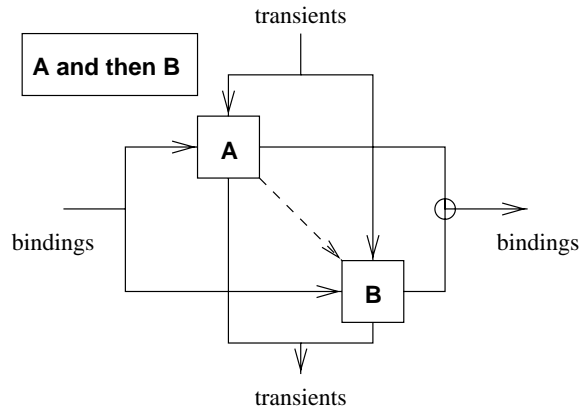 transients
A and then B
A
bindings
bindings
B
transients